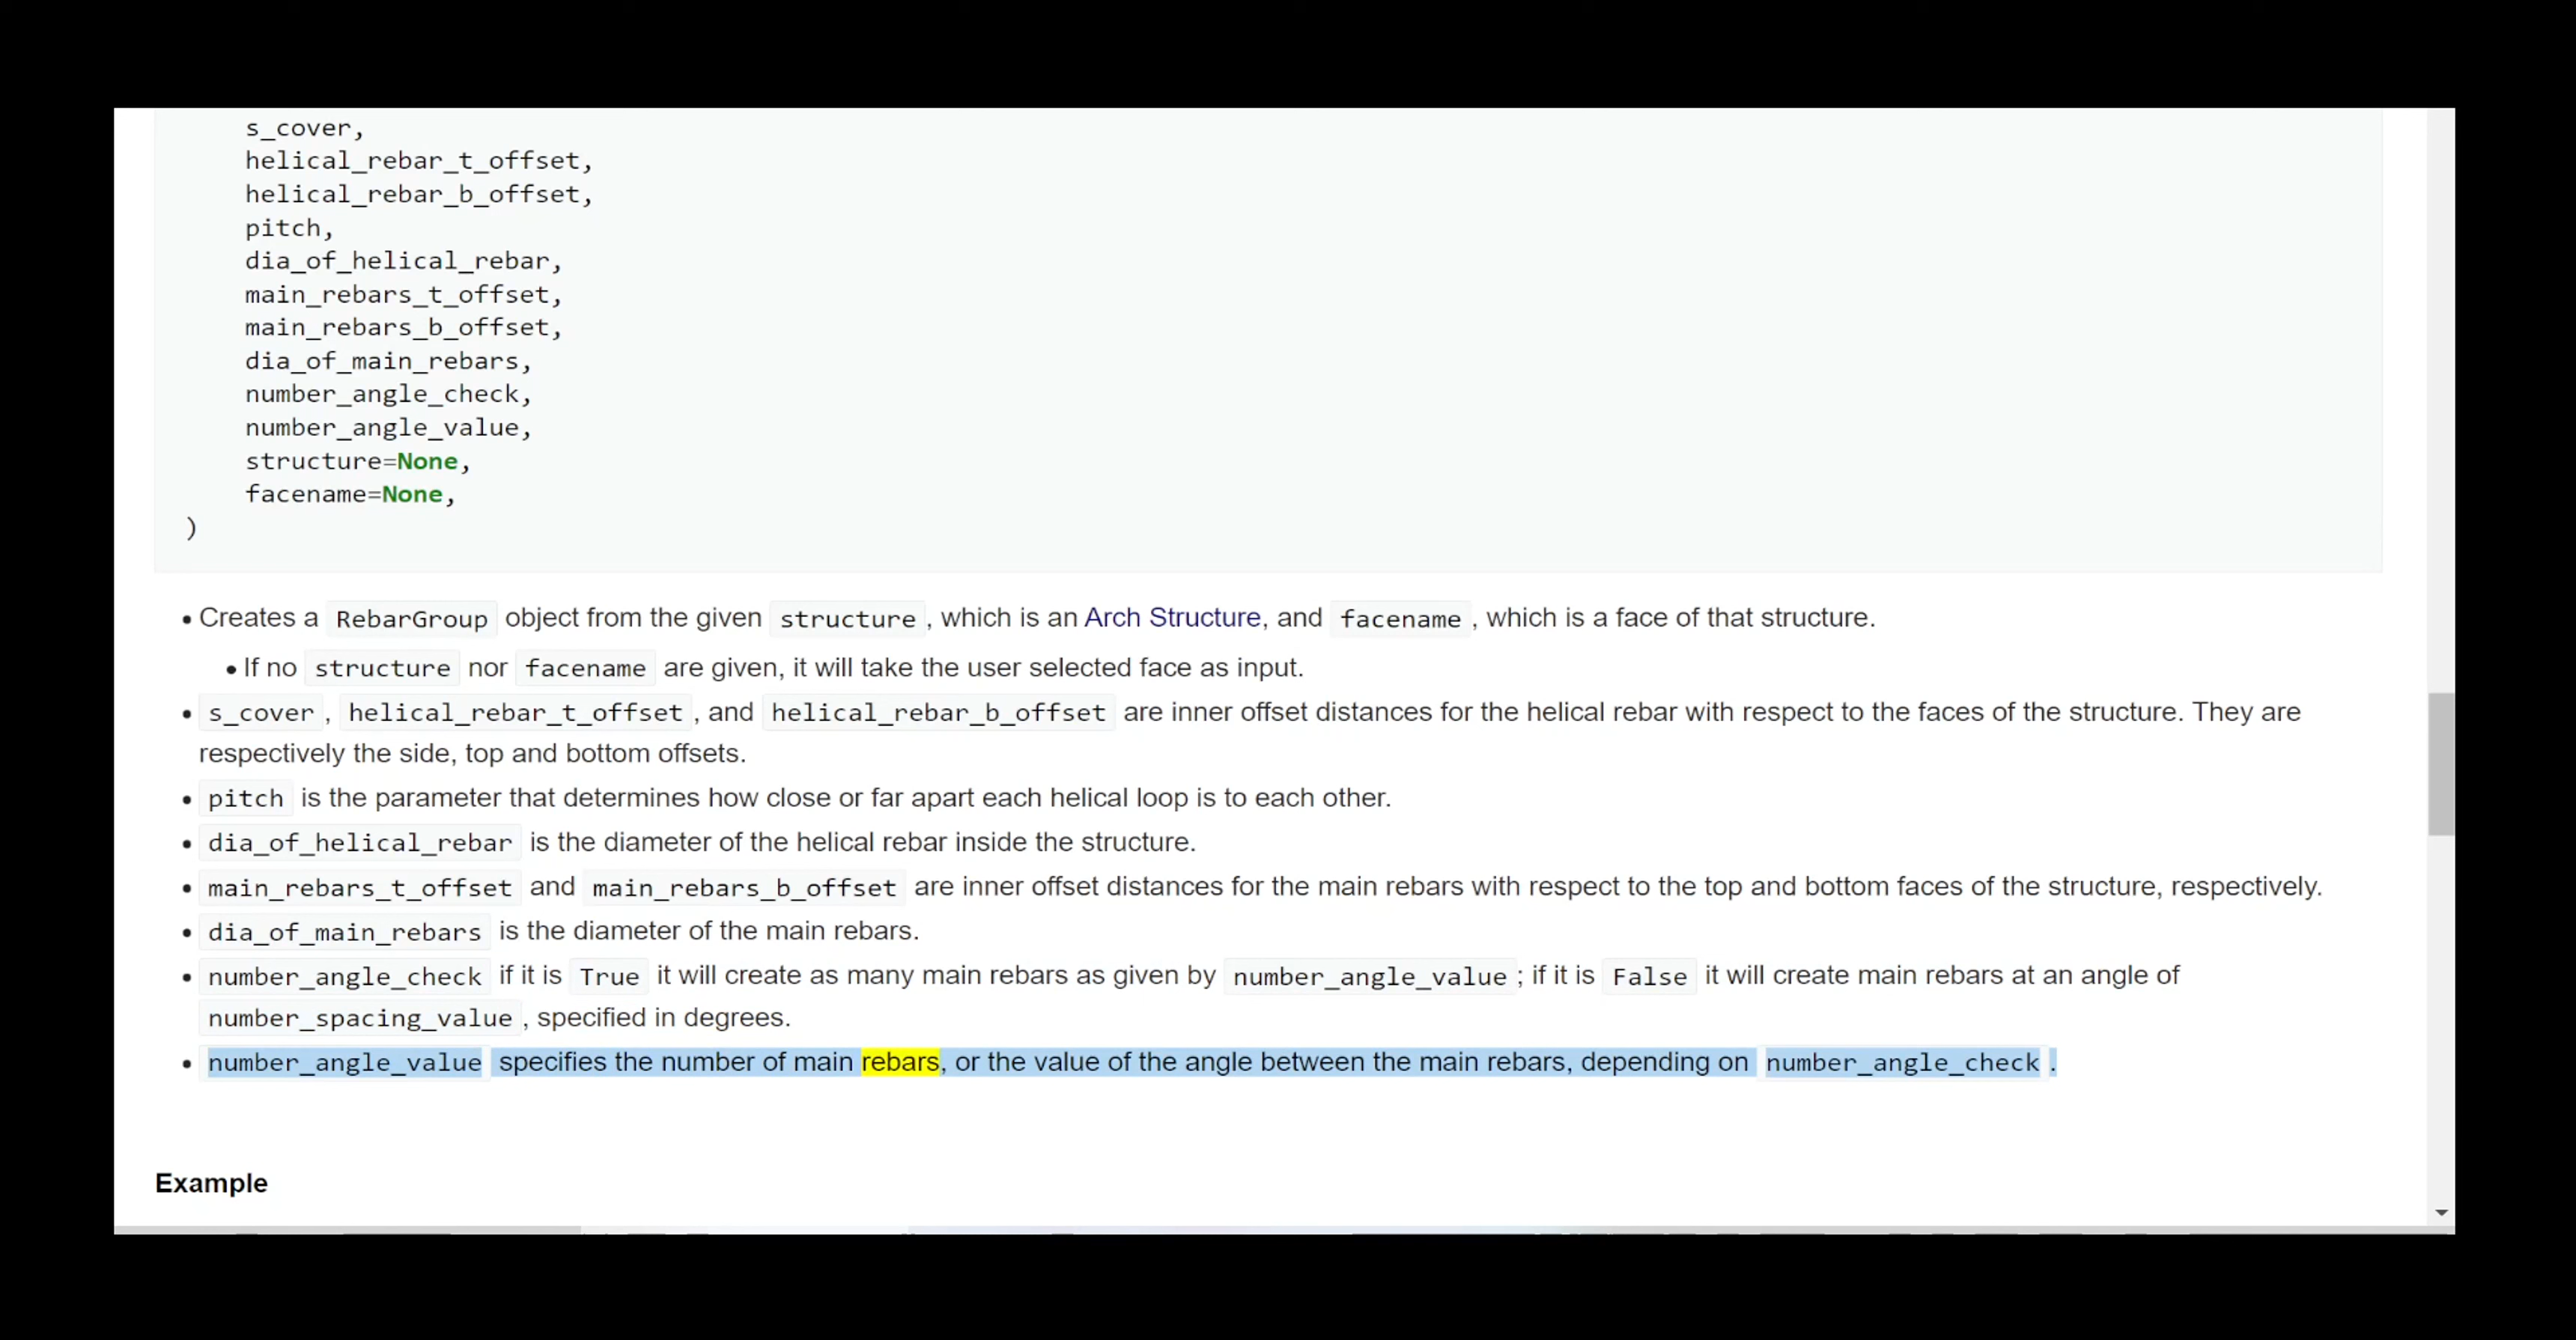 s_cover,
helical_rebar_t_offset,
helical_rebar_b_offset,
pitch,
dia_of_helical_rebar,
main_rebars_t_offset,
main_rebars_b_offset,
dia_of_main_rebars,
number_angle_check,
number_angle_value,
structure=None,
facename=None,
)
• Creates a RebarGroup object from the given structure, which is an Arch Structure, and facename, which is a face of that structure.
• If no structure nor facename are given, it will take the user selected face as input.
• s_cover, helical_rebar_t_offset, and helical_rebar_b_offset are inner offset distances for the helical rebar with respect to the faces of the structure. They are
respectively the side, top and bottom offsets.
• pitch is the parameter that determines how close or far apart each helical loop is to each other.
• dia_of_helical_rebar is the diameter of the helical rebar inside the structure.
• main_rebars_t_offset and main_rebars_b_offset are inner offset distances for the main rebars with respect to the top and bottom faces of the structure, respectively.
• dia_of_main_rebars is the diameter of the main rebars.
• number_angle_check if it is True it will create as many main rebars as given by number_angle_value; if it is False it will create main rebars at an angle of
number_spacing_value, specified in degrees.
• number_angle_value specifies the number of main rebars, or the value of the angle between the main rebars, depending on number_angle_check.
Example